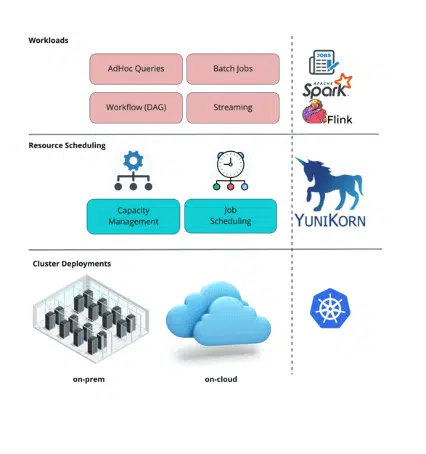 Workloads
AdHoc Queries
Batch Jobs
Workflow (DAG)
Streaming
JOBS
APACHE
Spark
Flink
Resource Scheduling
Capacity
Management
Job
Scheduling
YUNIKORN
Cluster Deployments
on-prem
on-cloud